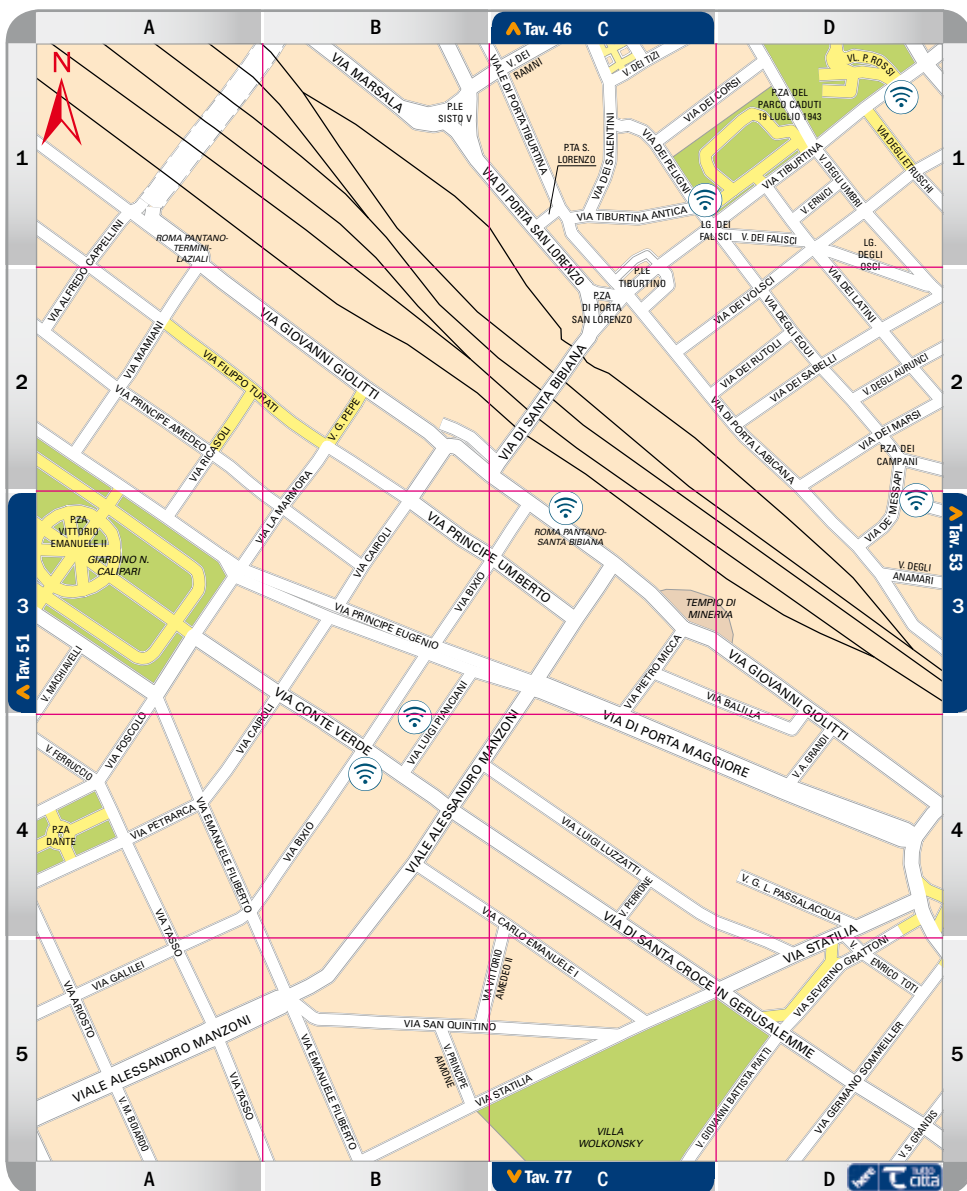 A
B
Tav. 46 C
D
N
1
2
3
4
5
Tav. 51
VIA MARSALA
P.LE
SISTO V
V. DEI
RAMNI
VIALE DI PORTA TIBURTINA
V. DEI TIZI
VIA DEI CORSI
VL. P. ROSSI
P.ZA DEL
PARCO CADUTI
19 LUGLIO 1943
P.TA S.
LORENZO
VIA DEI SALENTINI
VIA DEI PELIGNI
VIA TIBURTINA
VIA DEGLI ETRUSCHI
V. DEGLI UMBRI
V. ERNICI
VIA DI PORTA SAN LORENZO
VIA TIBURTINA ANTICA
LG. DEI
FALISCI
V. DEI FALISCI
LG.
DEGLI
OSCI
VIA ALFREDO CAPPELLINI
ROMA PANTANO-
TERMINI-
LAZIALI
P.LE
TIBURTINO
P.ZA
DI PORTA
SAN LORENZO
VIA DEI VOLSCI
VIA DEI LATINI
VIA DEGLI EQUI
VIA GIOVANNI GIOLITTI
VIA MAMIANI
VIA FILIPPO TURATI
V. G. PEPE
VIA PRINCIPE AMEDEO
VIA RICASOLI
VIA DI SANTA BIBIANA
VIA DEI RUTOLI
VIA DEI SABELLI
V. DEGLI AURUNCI
VIA DEI MARSI
VIA DI PORTA LABICANA
P.ZA DEI
CAMPANI
VIA LA MARMORA
VIA DE' MESSAPI
P.ZA
VITTORIO
EMANUELE II
GIARDINO N.
CALIPARI
VIA CAIROLI
VIA PRINCIPE UMBERTO
ROMA PANTANO-
SANTA BIBIANA
V. DEGLI
ANAMARI
VIA BIXIO
VIA PRINCIPE EUGENIO
TEMPIO DI
MINERVA
V. MACHIAVELLI
VIA PIETRO MICCA
VIA GIOVANNI GIOLITTI
VIA BALILLA
VIA CONTE VERDE
VIA LUIGI PIANCIANI
VIA CAIROLI
VIA FOSCOLO
V. FERRUCCIO
VIA DI PORTA MAGGIORE
V. A. GRANDI
P.ZA
DANTE
VIA PETRARCA
VIA EMANUELE FILIBERTO
VIA BIXIO
VIALE ALESSANDRO MANZONI
VIA LUIGI LUZZATTI
V. PERRONE
V. G. L. PASSALACQUA
VIA TASSO
VIA CARLO EMANUELE I
VIA DI SANTA CROCE IN GERUSALEMME
VIA STATILIA
VIA GALILEI
VIA ARIOSTO
VIA VITTORIO
AMEDEO II
V.
ENRICO TOTI
VIA SEVERINO GRATTONI
VIA SAN QUINTINO
VIALE ALESSANDRO MANZONI
VIA EMANUELE FILIBERTO
V. PRINCIPE
AIMONE
VIA STATILIA
V. M. BOIARDO
VIA TASSO
VILLA
WOLKONSKY
V. GIOVANNI BATTISTA PIATTI
VIA GERMANO SOMMEILLER
V. S. GRANDIS
1
2
Tav. 53
3
4
5
A
B
Tav. 77 C
D
here
TUTTO
città